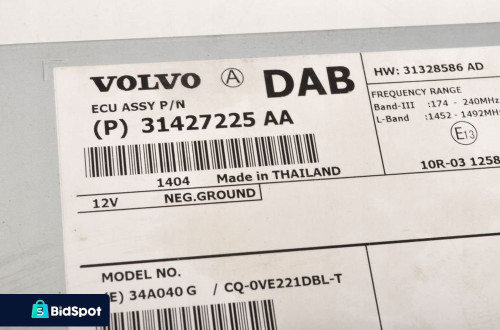 VOLVO Ⓐ DAB
ECU ASSY P/N
(P) 31427225 AA
1404 Made in THAILAND
12V NEG.GROUND
HW: 31328586 AD
FREQUENCY RANGE
Band-III :174 - 240MHz
L-Band :1452 - 1492MH
E13
10R-03 1258
MODEL NO.
E) 34A040 G / CQ-0VE221DBL-T
S BidSpot